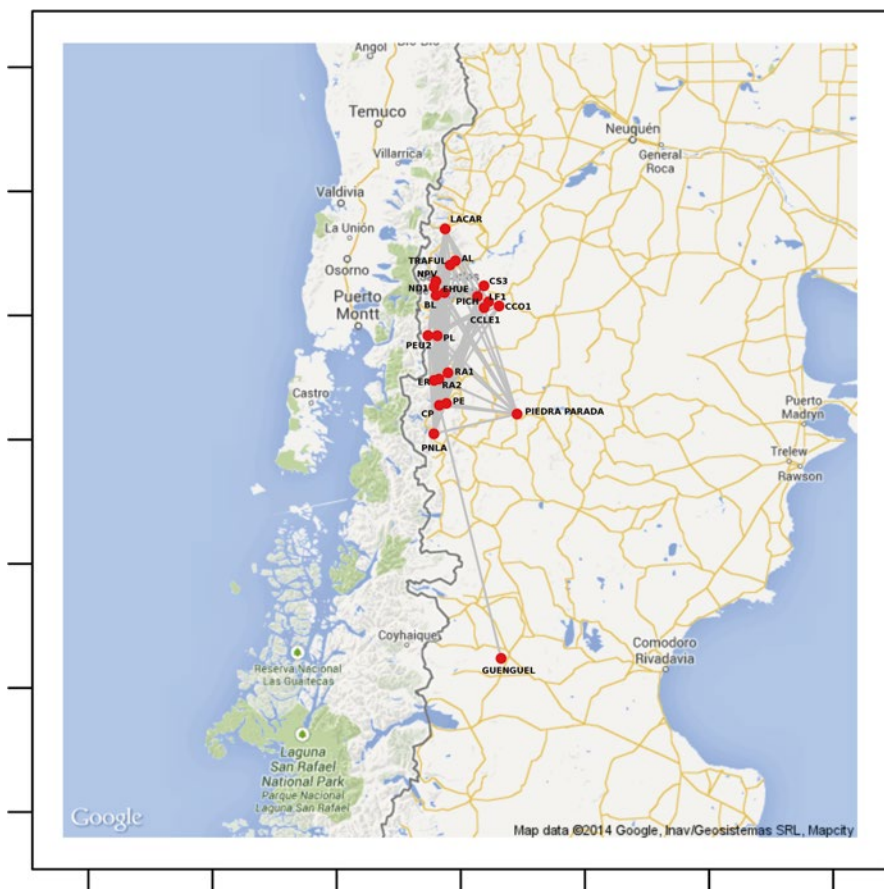 Angol
Bío Bío
Temuco
Villarrica
Neuquén
General
Roca
Valdivia
La Unión
Osorno
Puerto
Montt
LACAR
TRAFUL
AL
NPV
CS3
ND1
EHUE
PICH
LF1
BL
CCO1
CCLE1
PEU2
PL
RA1
ER
RA2
Castro
PE
CP
PIEDRA PARADA
Puerto
Madryn
PNLA
Trelew
Rawson
Coyhaique
Comodoro
Rivadavia
Reserva Nacional
Las Guaitecas
GUENGUEL
Laguna
San Rafael
National Park
Parque Nacional
Laguna San Rafael
Google
Map data ©2014 Google, Inav/Geosistemas SRL, Mapcity